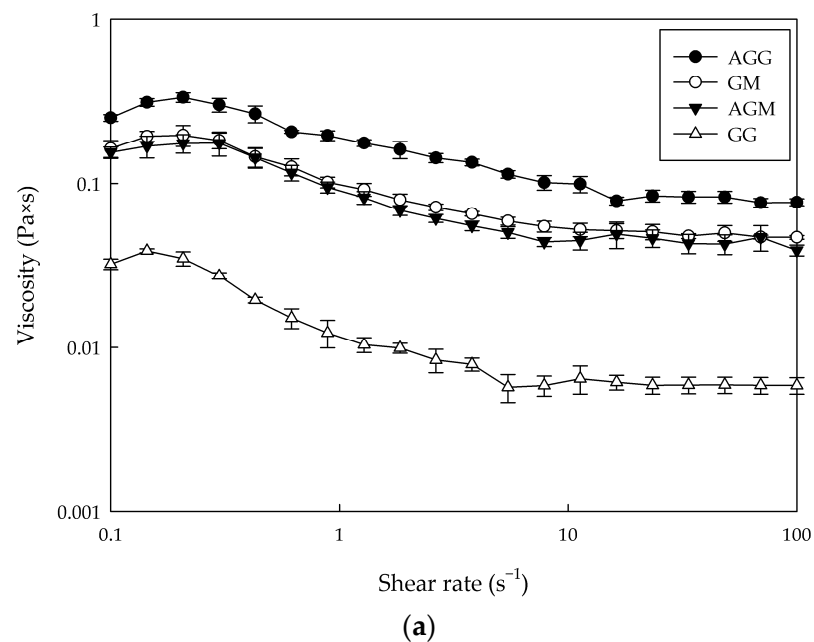 1
0.1
0.01
0.001
Viscosity (Pa×s)
AGG
GM
AGM
GG
0.1 1 10 100
Shear rate (s⁻¹)
(a)